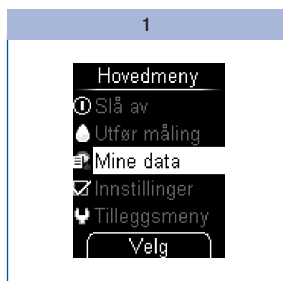 1
Hovedmeny
Slå av
Utfør måling
Mine data
Innstillinger
Tilleggsmeny
Velg